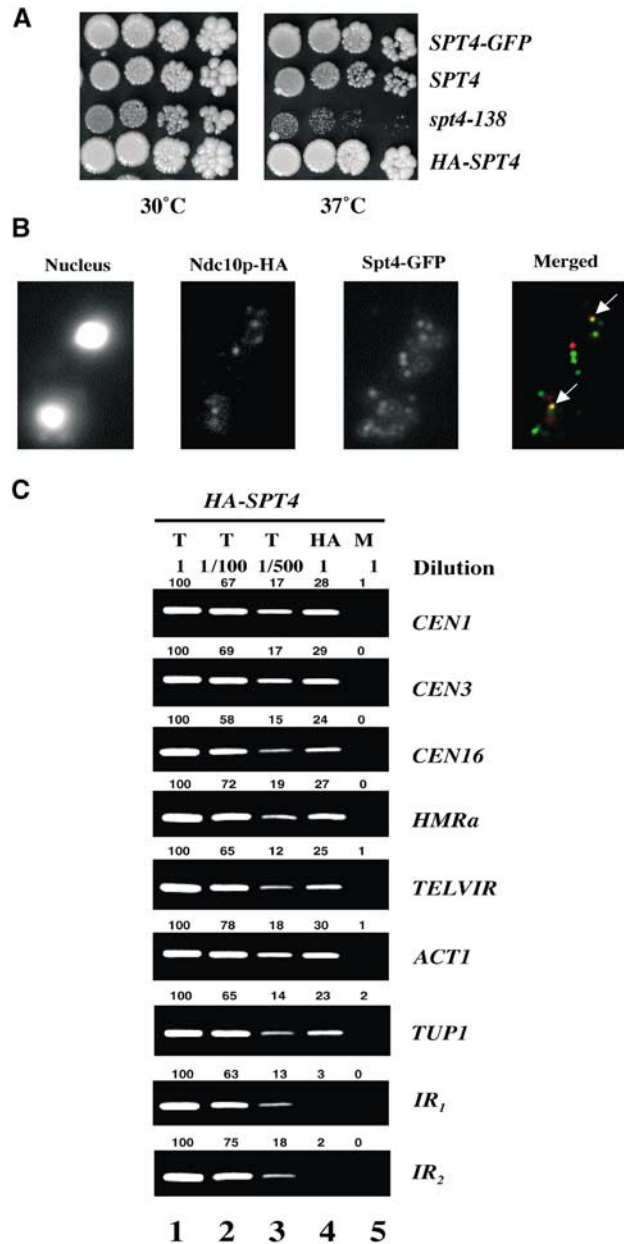 A
SPT4-GFP
SPT4
spt4-138
HA-SPT4
30°C 37°C
B
Nucleus Ndc10p-HA Spt4-GFP Merged
C
HA-SPT4
T T T HA M
1 1/100 1/500 1 1 Dilution
100 67 17 28 1
CEN1
100 69 17 29 0
CEN3
100 58 15 24 0
CEN16
100 72 19 27 0
HMRa
100 65 12 25 1
TELVIR
100 78 18 30 1
ACT1
100 65 14 23 2
TUP1
100 63 13 3 0
IR1
100 75 18 2 0
IR2
1 2 3 4 5